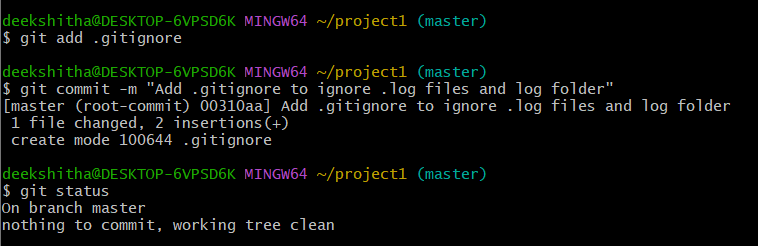 deekshitha@DESKTOP-6VPSD6K MINGW64 ~/project1 (master)
$ git add .gitignore
deekshitha@DESKTOP-6VPSD6K MINGW64 ~/project1 (master)
$ git commit -m "Add .gitignore to ignore .log files and log folder"
[master (root-commit) 00310aa] Add .gitignore to ignore .log files and log folder
 1 file changed, 2 insertions(+)
 create mode 100644 .gitignore
deekshitha@DESKTOP-6VPSD6K MINGW64 ~/project1 (master)
$ git status
On branch master
nothing to commit, working tree clean